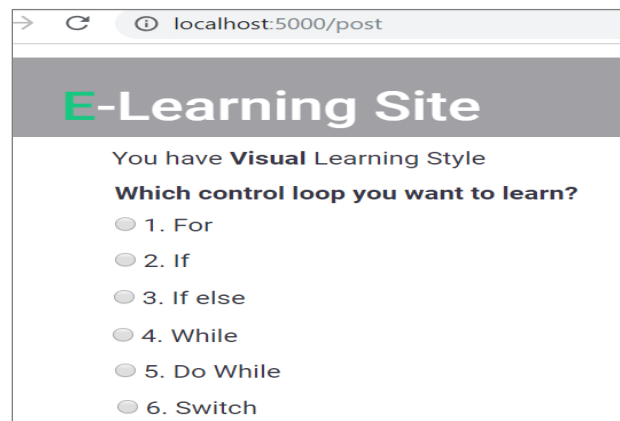 localhost:5000/post
E-Learning Site
You have Visual Learning Style
Which control loop you want to learn?
1. For
2. If
3. If else
4. While
5. Do While
6. Switch